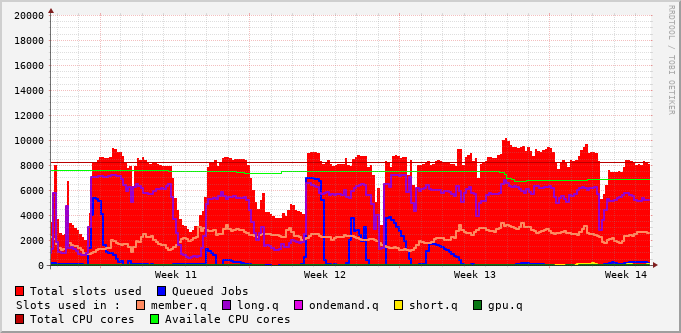 20000
18000
16000
14000
12000
10000
8000
6000
4000
2000
0
Week 11 Week 12 Week 13 Week 14
Total slots used Queued Jobs
Slots used in : member.q long.q ondemand.q short.q gpu.q
Total CPU cores Availale CPU cores
RRDTOOL / TOBI OETIKER